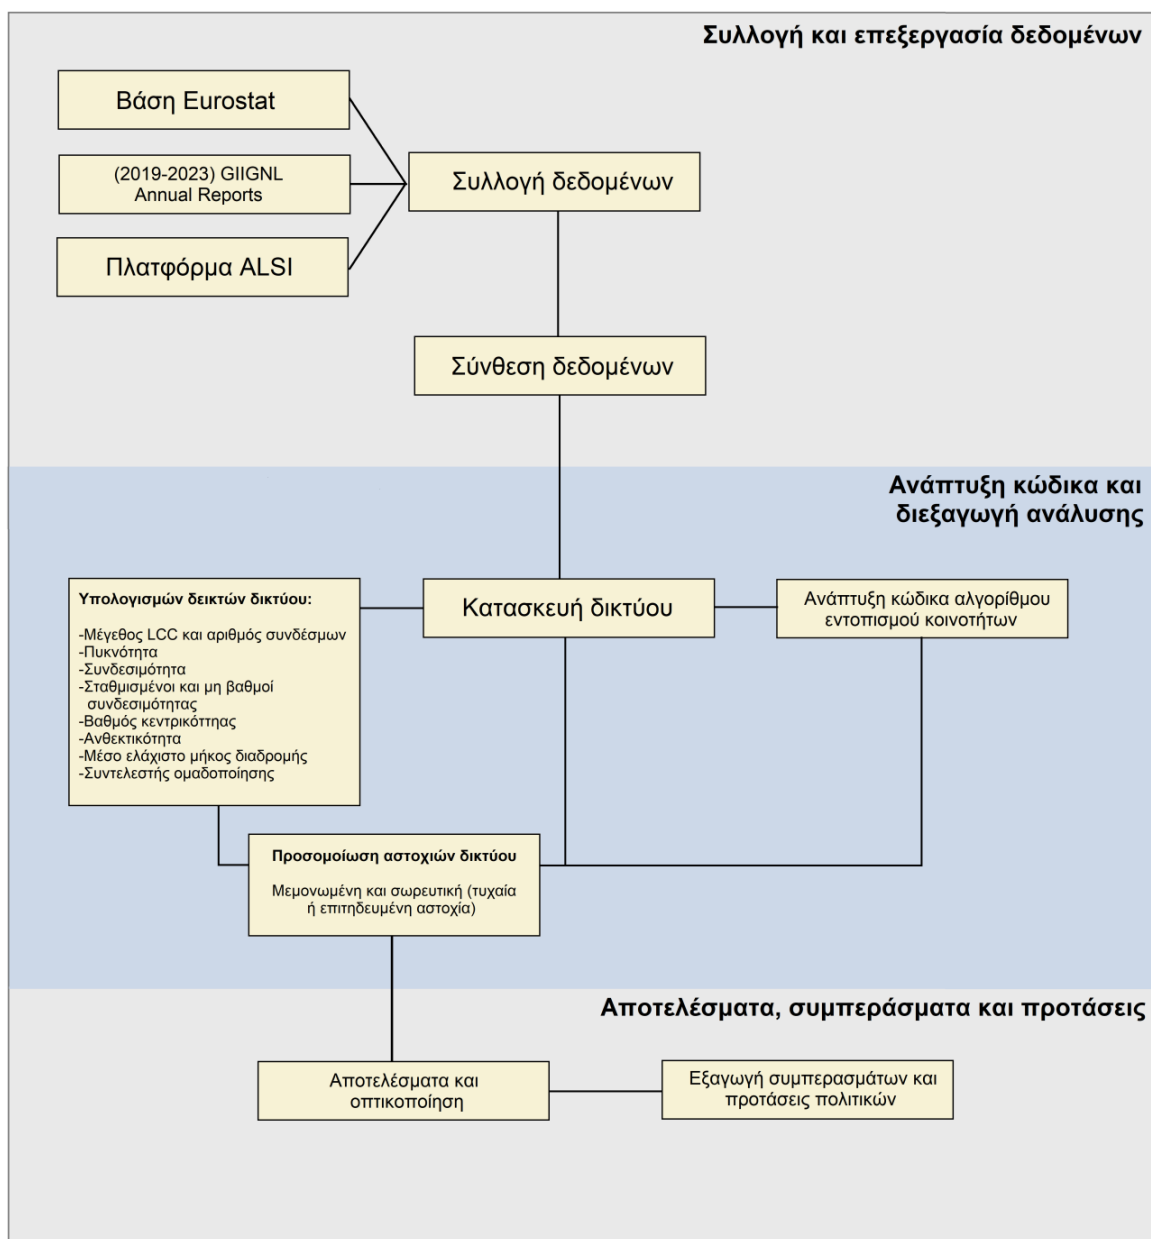 Συλλογή και επεξεργασία δεδομένων
Βάση Eurostat
(2019-2023) GIIGNL
Annual Reports
Πλατφόρμα ALSI
Συλλογή δεδομένων
Σύνθεση δεδομένων
Ανάπτυξη κώδικα και
διεξαγωγή ανάλυσης
Υπολογισμών δεικτών δικτύου:
-Μέγεθος LCC και αριθμός συνδέσμων
-Πυκνότητα
-Συνδεσιμότητα
-Σταθμισμένοι και μη βαθμοί
συνδεσιμότητας
-Βαθμός κεντρικόττηας
-Ανθεκτικότητα
-Μέσο ελάχιστο μήκος διαδρομής
-Συντελεστής ομαδοποίησης
Κατασκευή δικτύου
Ανάπτυξη κώδικα αλγορίθμου
εντοπισμού κοινοτήτων
Προσομοίωση αστοχιών δικτύου
Μεμονωμένη και σωρευτική (τυχαία
ή επιτηδευμένη αστοχία)
Αποτελέσματα, συμπεράσματα και προτάσεις
Αποτελέσματα και
οπτικοποίηση
Εξαγωγή συμπερασμάτων και
προτάσεις πολιτικών